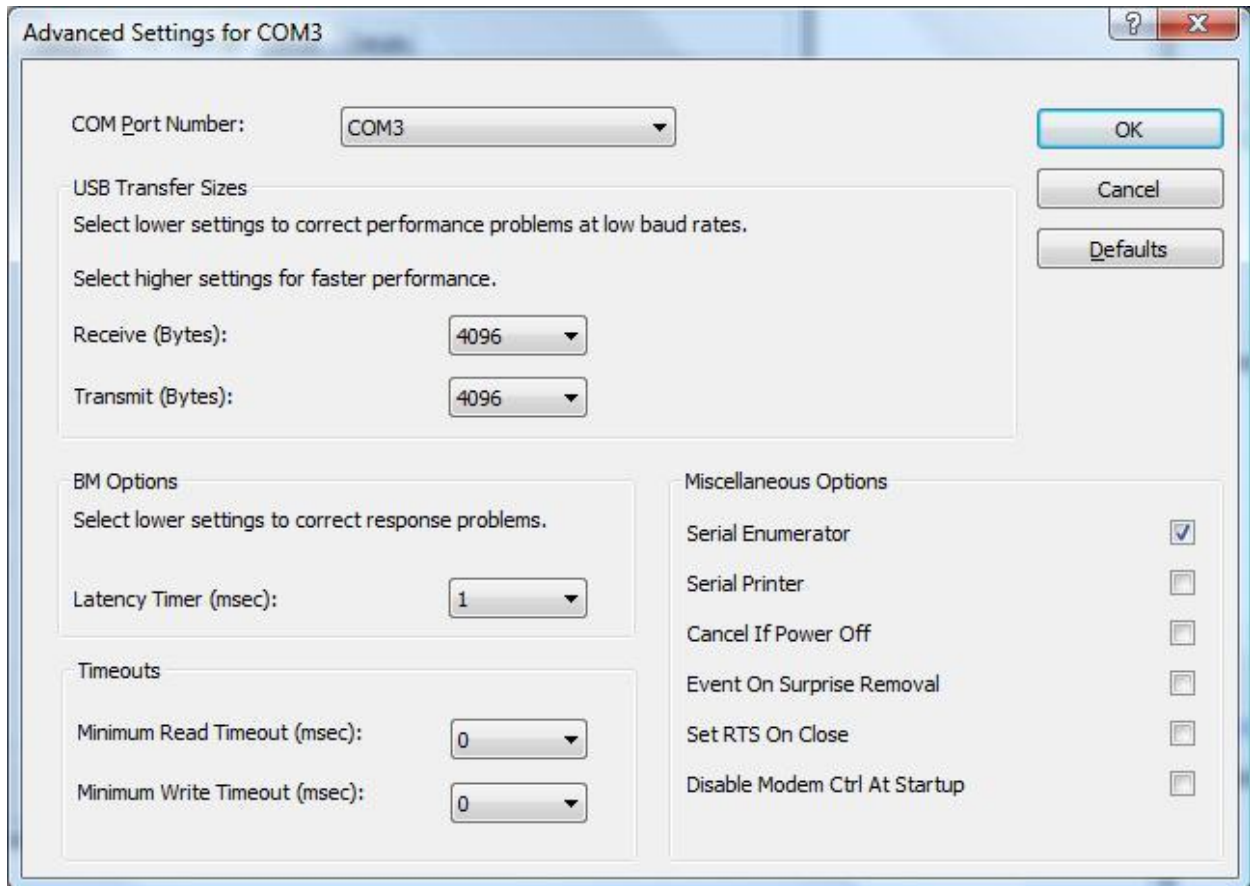 Advanced Settings for COM3
COM Port Number: COM3
OK
USB Transfer Sizes
Cancel
Select lower settings to correct performance problems at low baud rates.
Defaults
Select higher settings for faster performance.
Receive (Bytes): 4096
Transmit (Bytes): 4096
BM Options
Select lower settings to correct response problems.
Latency Timer (msec): 1
Timeouts
Minimum Read Timeout (msec): 0
Minimum Write Timeout (msec): 0
Miscellaneous Options
Serial Enumerator
Serial Printer
Cancel If Power Off
Event On Surprise Removal
Set RTS On Close
Disable Modem Ctrl At Startup